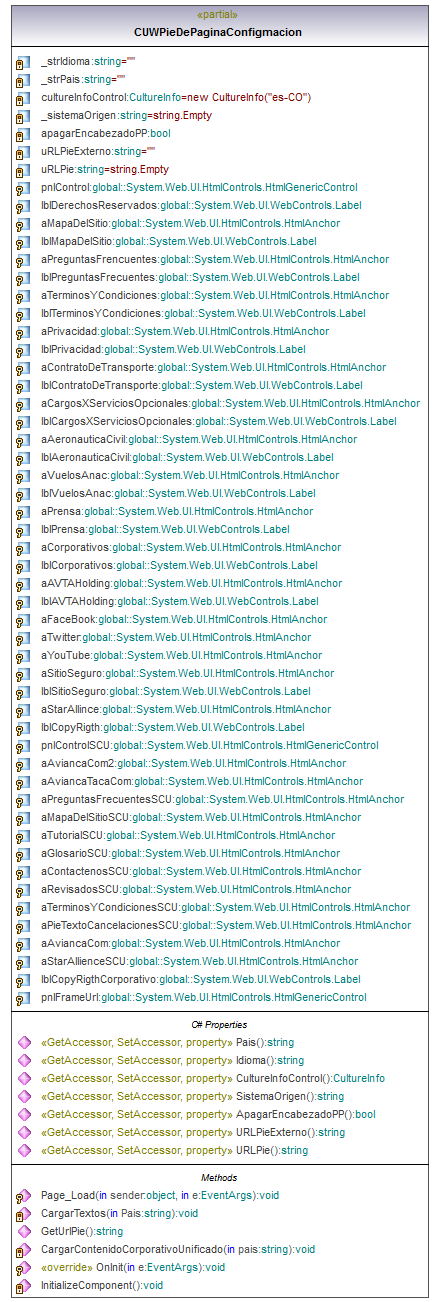 «partial»
CUWPieDePaginaConfigmacion
_strIdioma:string=""
_strPais:string=""
cultureInfoControl:CultureInfo=new CultureInfo("es-CO")
_sistemaOrigen:string=string.Empty
apagarEncabezadoPP:bool
uRLPieExterno:string=""
uRLPie:string=string.Empty
pnlControl:global::System.Web.UI.HtmlControls.HtmlGenericControl
lblDerechosReservados:global::System.Web.UI.WebControls.Label
aMapaDelSitio:global::System.Web.UI.HtmlControls.HtmlAnchor
lblMapaDelSitio:global::System.Web.UI.WebControls.Label
aPreguntasFrencuentes:global::System.Web.UI.HtmlControls.HtmlAnchor
lblPreguntasFrecuentes:global::System.Web.UI.WebControls.Label
aTerminosYCondiciones:global::System.Web.UI.HtmlControls.HtmlAnchor
lblTerminosYCondiciones:global::System.Web.UI.WebControls.Label
aPrivacidad:global::System.Web.UI.HtmlControls.HtmlAnchor
lblPrivacidad:global::System.Web.UI.WebControls.Label
aContratoDeTransporte:global::System.Web.UI.HtmlControls.HtmlAnchor
lblContratoDeTransporte:global::System.Web.UI.WebControls.Label
aCargosXServiciosOpcionales:global::System.Web.UI.HtmlControls.HtmlAnchor
lblCargosXServiciosOpcionales:global::System.Web.UI.WebControls.Label
aAeronauticaCivil:global::System.Web.UI.HtmlControls.HtmlAnchor
lblAeronauticaCivil:global::System.Web.UI.WebControls.Label
aVuelosAnac:global::System.Web.UI.HtmlControls.HtmlAnchor
lblVuelosAnac:global::System.Web.UI.WebControls.Label
aPrensa:global::System.Web.UI.HtmlControls.HtmlAnchor
lblPrensa:global::System.Web.UI.WebControls.Label
aCorporativos:global::System.Web.UI.HtmlControls.HtmlAnchor
lblCorporativos:global::System.Web.UI.WebControls.Label
aAVTAHolding:global::System.Web.UI.HtmlControls.HtmlAnchor
lblAVTAHolding:global::System.Web.UI.WebControls.Label
aFaceBook:global::System.Web.UI.HtmlControls.HtmlAnchor
aTwitter:global::System.Web.UI.HtmlControls.HtmlAnchor
aYouTube:global::System.Web.UI.HtmlControls.HtmlAnchor
aSitioSeguro:global::System.Web.UI.HtmlControls.HtmlAnchor
lblSitioSeguro:global::System.Web.UI.WebControls.Label
aStarAllince:global::System.Web.UI.HtmlControls.HtmlAnchor
lblCopyRigth:global::System.Web.UI.WebControls.Label
pnlControlSCU:global::System.Web.UI.HtmlControls.HtmlGenericControl
aAviancaCom2:global::System.Web.UI.HtmlControls.HtmlAnchor
aAviancaTacaCom:global::System.Web.UI.HtmlControls.HtmlAnchor
aPreguntasFrecuentesSCU:global::System.Web.UI.HtmlControls.HtmlAnchor
aMapaDelSitioSCU:global::System.Web.UI.HtmlControls.HtmlAnchor
aTutorialSCU:global::System.Web.UI.HtmlControls.HtmlAnchor
aGlosarioSCU:global::System.Web.UI.HtmlControls.HtmlAnchor
aContactenosSCU:global::System.Web.UI.HtmlControls.HtmlAnchor
aRevisadosSCU:global::System.Web.UI.HtmlControls.HtmlAnchor
aTerminosYCondicionesSCU:global::System.Web.UI.HtmlControls.HtmlAnchor
aPieTextoCancelacionesSCU:global::System.Web.UI.HtmlControls.HtmlAnchor
aAviancaCom:global::System.Web.UI.HtmlControls.HtmlAnchor
aStarAllienceSCU:global::System.Web.UI.HtmlControls.HtmlAnchor
lblCopyRigthCorporativo:global::System.Web.UI.WebControls.Label
pnlFrameUrl:global::System.Web.UI.HtmlControls.HtmlGenericControl
C# Properties
«GetAccessor, SetAccessor, property» Pais():string
«GetAccessor, SetAccessor, property» Idioma():string
«GetAccessor, SetAccessor, property» CultureInfoControl():CultureInfo
«GetAccessor, SetAccessor, property» SistemaOrigen():string
«GetAccessor, SetAccessor, property» ApagarEncabezadoPP():bool
«GetAccessor, SetAccessor, property» URLPieExterno():string
«GetAccessor, SetAccessor, property» URLPie():string
Methods
Page_Load(in sender:object, in e:EventArgs):void
CargarTextos(in Pais:string):void
GetUrlPie():string
CargarContenidoCorporativoUnificado(in pais:string):void
«override» OnInit(in e:EventArgs):void
InitializeComponent():void